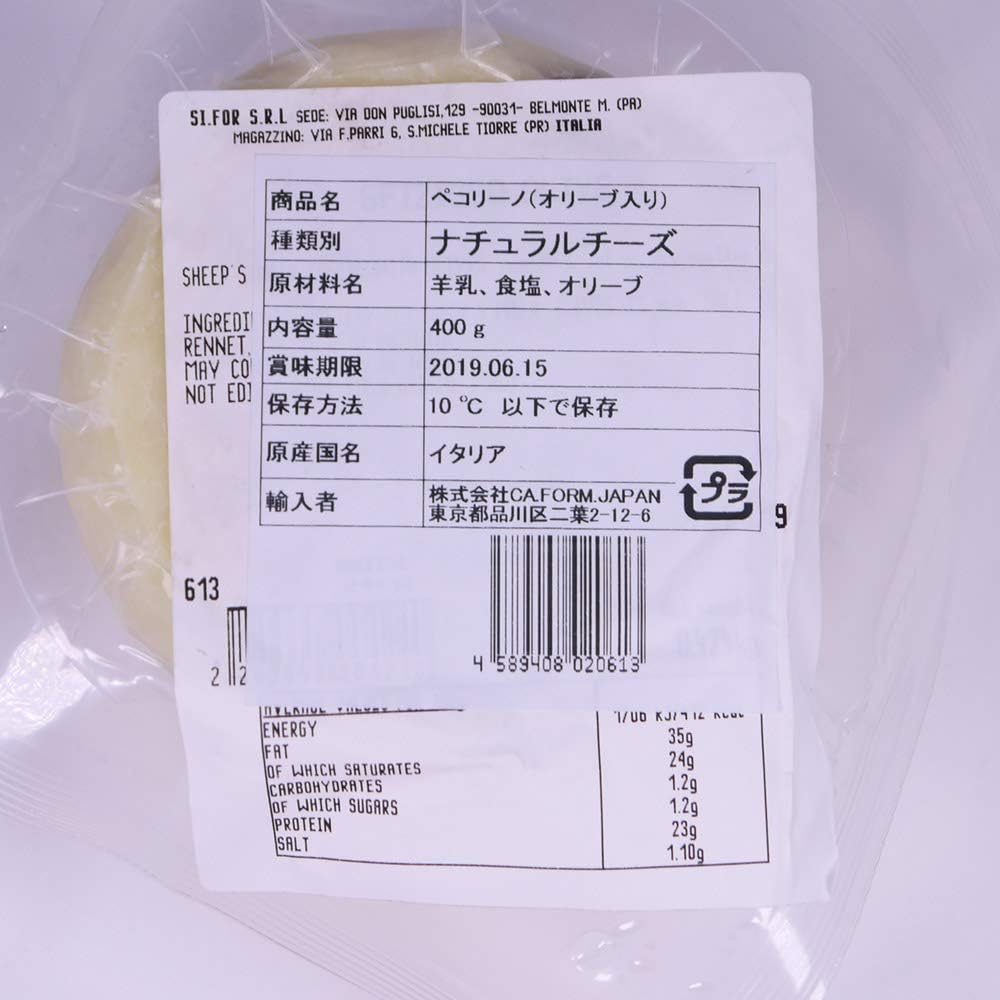 SI.FOR S.R.L SEDE: VIA DON PUGLISI,129 -90031- BELMONTE M. (PA)
MAGAZZINO: VIA F.PARRI 6, S.MICHELE TIORRE (PR) ITALIA
商品名 ペコリーノ(オリーブ入り)
種類別 ナチュラルチーズ
原材料名 羊乳、食塩、オリーブ
内容量 400 g
賞味期限 2019.06.15
保存方法 10 ℃ 以下で保存
原産国名 イタリア
輸入者 株式会社CA.FORM.JAPAN
東京都品川区二葉2-12-6
プラ
SHEEP'S
INGREDI
RENNET,
MAY CO
NOT EDI
9
613
2 2
4 589408 020613
ENERGY
FAT 35g
OF WHICH SATURATES 24g
CARBOHYDRATES 1.2g
OF WHICH SUGARS 1.2g
PROTEIN 23g
SALT 1.10g